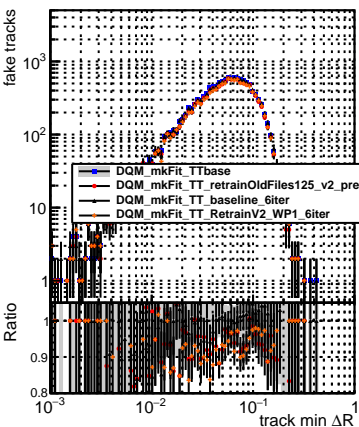 fake tracks
10³
10²
10
1
DQM_mkFit_TTbase
DQM_mkFit_TT_retrainOldFiles125_v2_pre
DQM_mkFit_TT_baseline_6iter
DQM_mkFit_TT_RetrainV2_WP1_6iter
Ratio
1
0.9
0.8
10⁻³ 10⁻² 10⁻¹ 1
track min ΔR